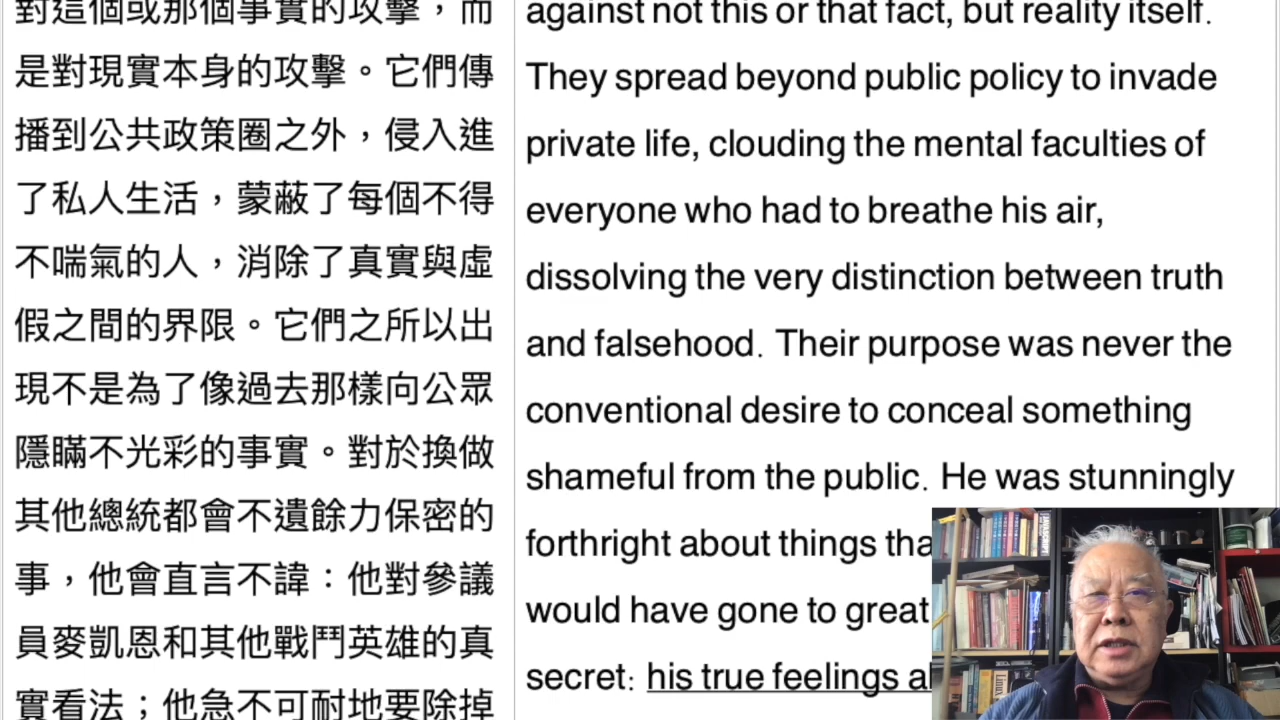 對這個或那個事實的攻擊，而
是對現實本身的攻擊。它們傳
播到公共政策圈之外，侵入進
了私人生活，蒙蔽了每個不得
不喘氣的人，消除了真實與虛
假之間的界限。它們之所以出
現不是為了像過去那樣向公眾
隱瞞不光彩的事實。對於換做
其他總統都會不遺餘力保密的
事，他會直言不諱：他對參議
員麥凱恩和其他戰鬥英雄的真
實看法；他急不可耐地要除掉
against not this or that fact, but reality itself.
They spread beyond public policy to invade
private life, clouding the mental faculties of
everyone who had to breathe his air,
dissolving the very distinction between truth
and falsehood. Their purpose was never the
conventional desire to conceal something
shameful from the public. He was stunningly
forthright about things
would have gone to great
secret: his true feelings